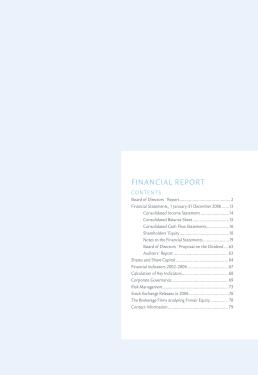 FINANCIAL REPORT
CONTENTS
Board of Directors' Report ........ 2
Financial Statements, 1 January-31 December 2006 ........ 13
Consolidated Income Statement ........ 14
Consolidated Balance Sheet ........ 15
Consolidated Cash Flow Statements ........ 16
Shareholders' Equity ........ 18
Notes to the Financial Statements ........ 19
Board of Directors' Proposal on the Dividend ........ 63
Auditors' Report ........ 63
Shares and Share Capital ........ 64
Financial Indicators 2002-2006 ........ 67
Calculation of Key Indicators ........ 68
Corporate Governance ........ 69
Risk Management ........ 73
Stock Exchange Releases in 2006 ........ 76
The Brokerage Firms analysing Finnair Equity ........ 78
Contact Information ........ 79